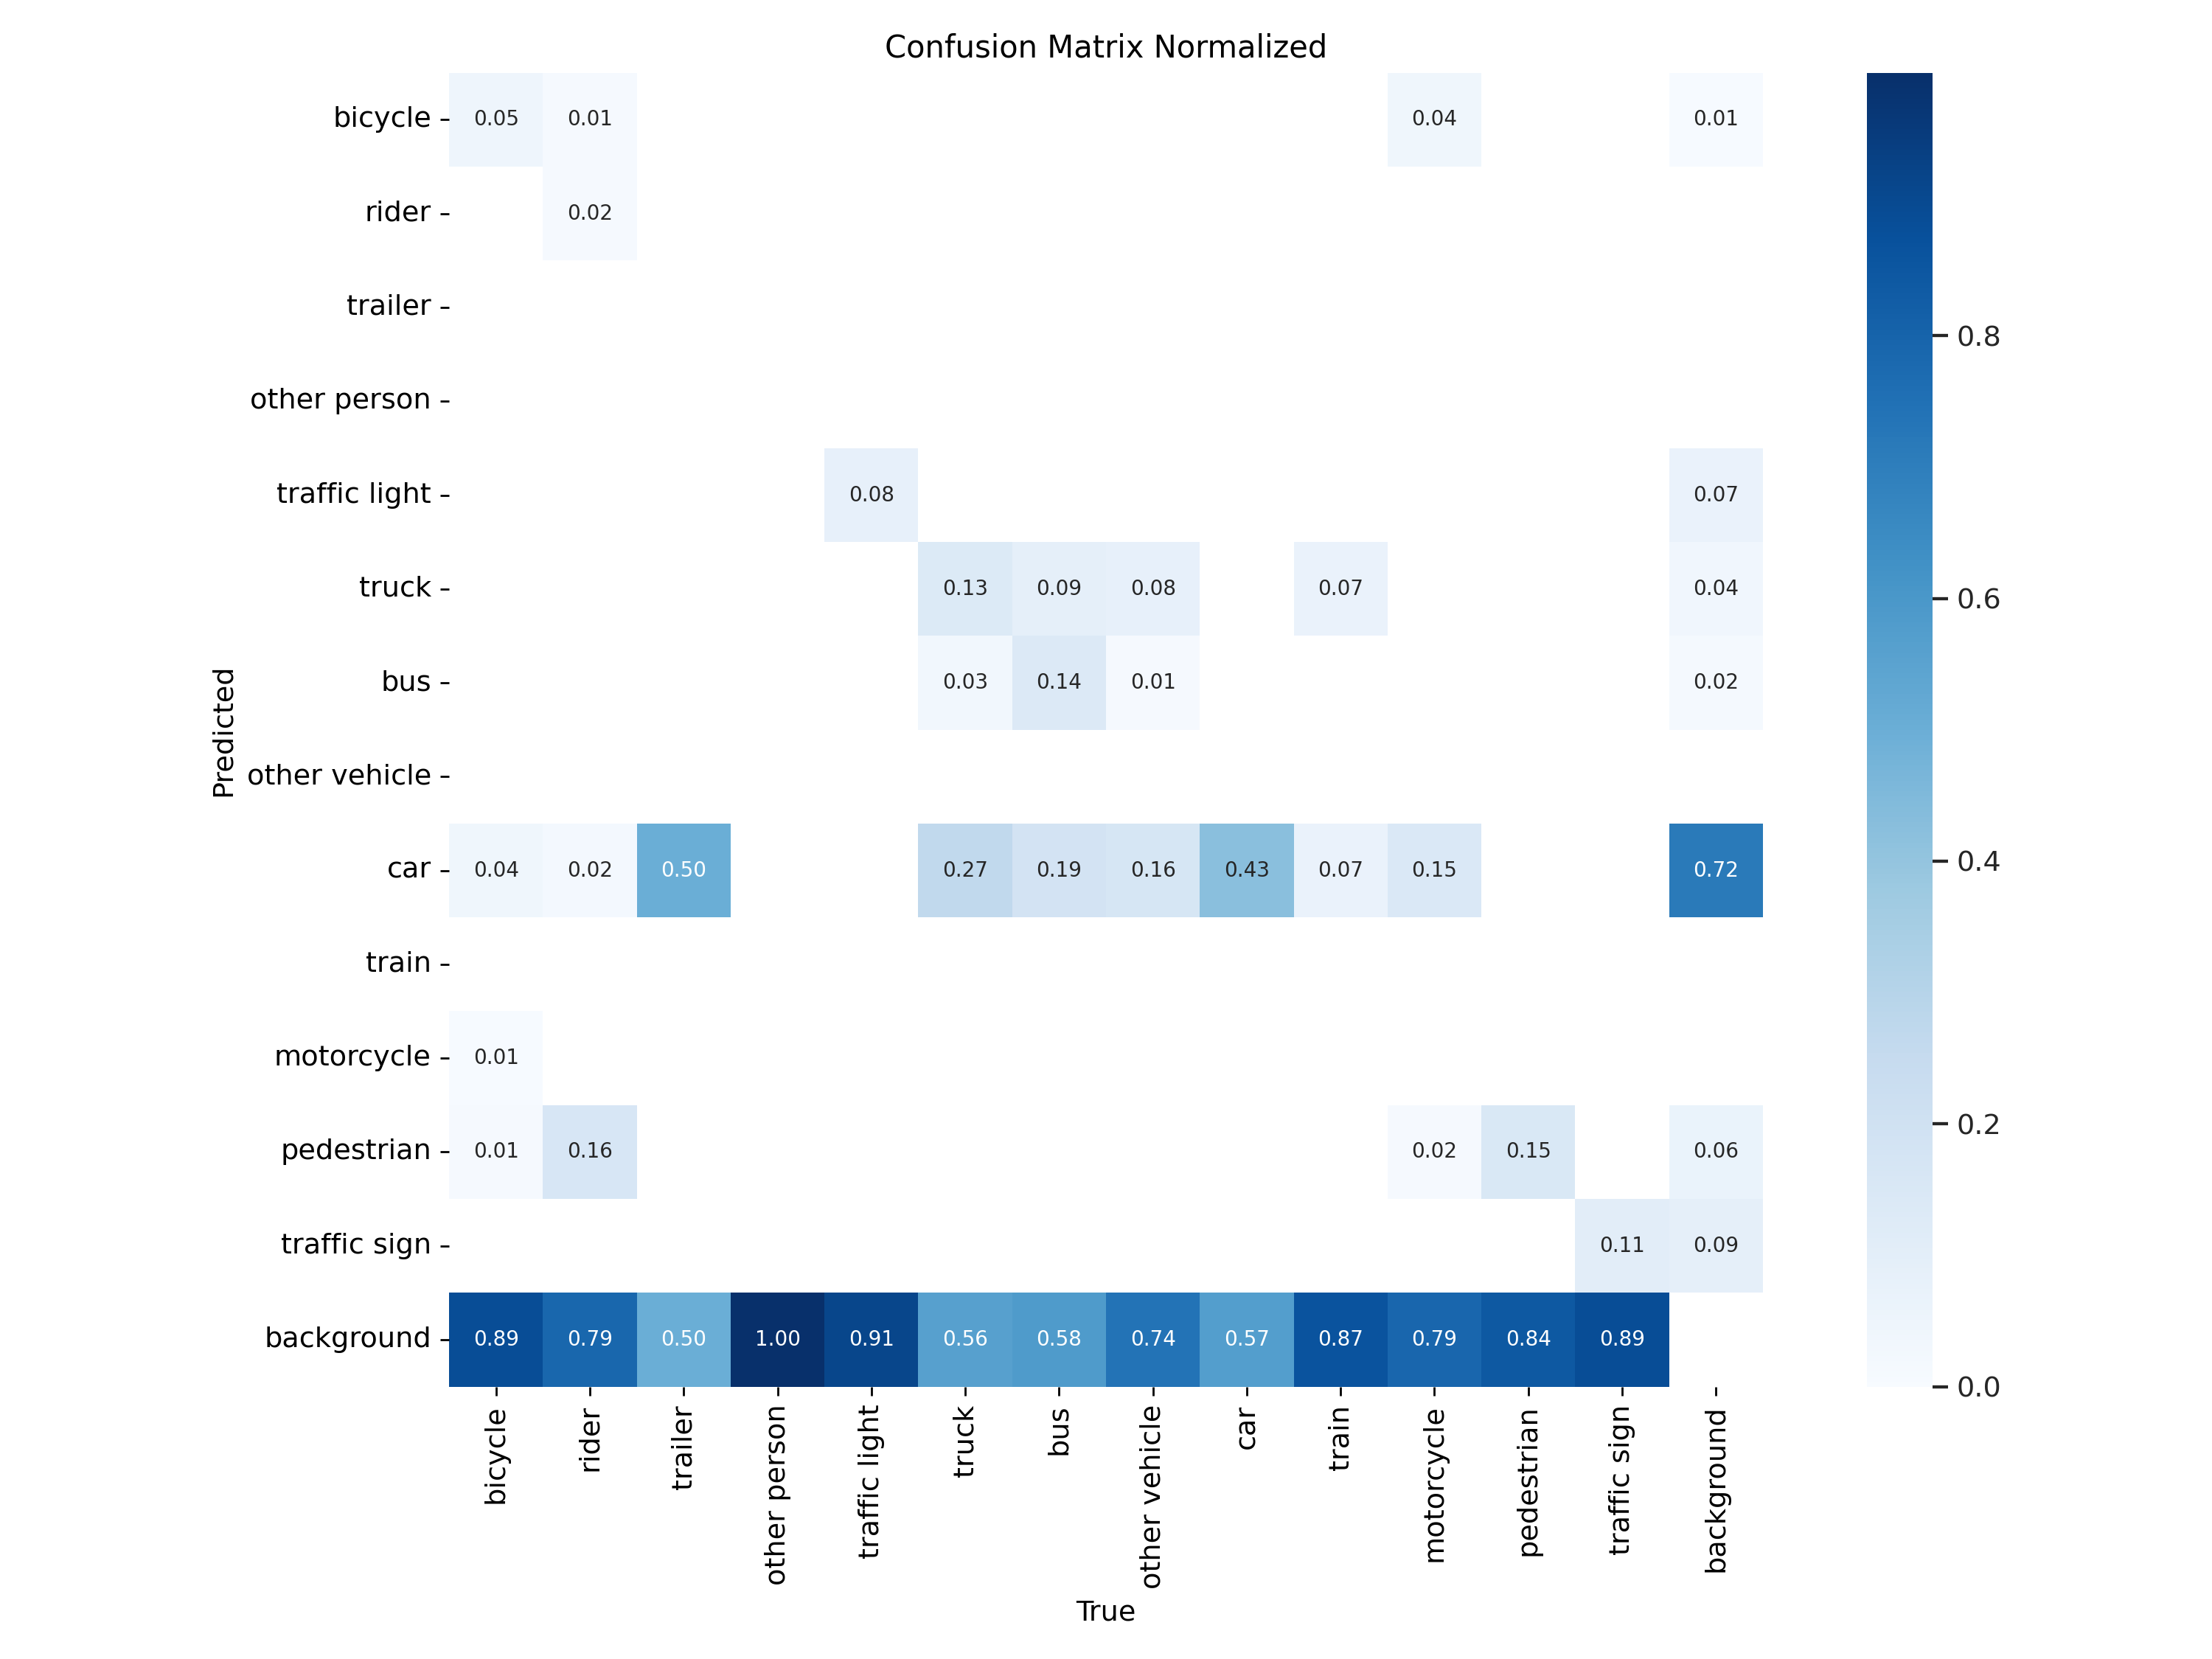 Confusion Matrix Normalized
bicycle 0.05 0.01 0.04 0.01
rider 0.02
trailer
other person
traffic light 0.08 0.07
truck 0.13 0.09 0.08 0.07 0.04
bus 0.03 0.14 0.01 0.02
other vehicle
car 0.04 0.02 0.50 0.27 0.19 0.16 0.43 0.07 0.15 0.72
train
motorcycle 0.01
pedestrian 0.01 0.16 0.02 0.15 0.06
traffic sign 0.11 0.09
background 0.89 0.79 0.50 1.00 0.91 0.56 0.58 0.74 0.57 0.87 0.79 0.84 0.89
Predicted
bicycle
rider
trailer
other person
traffic light
truck
bus
other vehicle
car
train
motorcycle
pedestrian
traffic sign
background
True
0.8
0.6
0.4
0.2
0.0